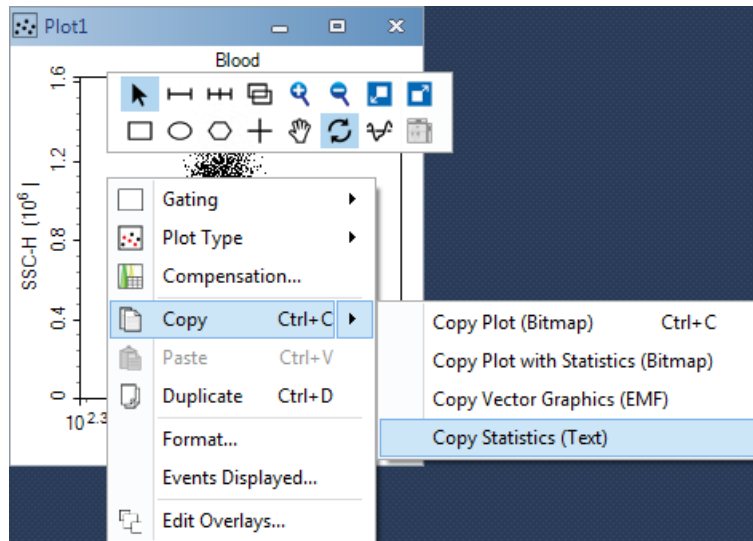 Plot1
Blood
1.6
1.2
SSC-H (10⁶ |
0.8
0.4
0
10 2.3
Gating
Plot Type
Compensation...
Copy Ctrl+C
Paste Ctrl+V
Duplicate Ctrl+D
Format...
Events Displayed...
Edit Overlays...
Copy Plot (Bitmap) Ctrl+C
Copy Plot with Statistics (Bitmap)
Copy Vector Graphics (EMF)
Copy Statistics (Text)